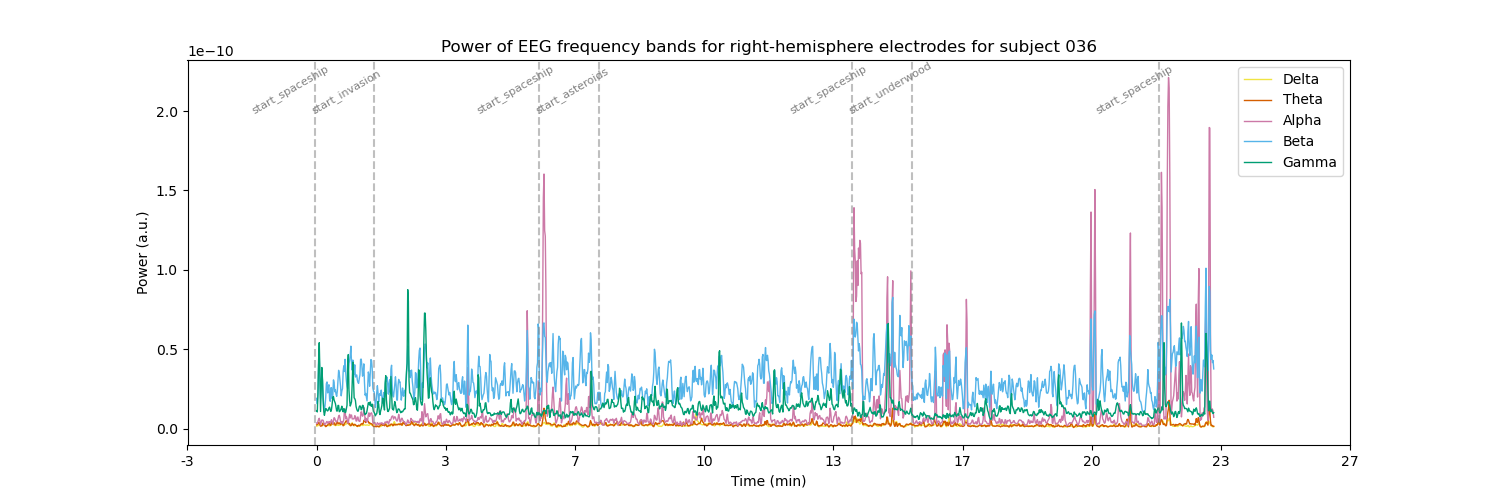 Power of EEG frequency bands for right-hemisphere electrodes for subject 036
1e−10
start_spaceship
start_invasion
start_spaceship
start_asteroids
start_spaceship
start_underwood
start_spaceship
Delta
Theta
Alpha
Beta
Gamma
2.0
1.5
1.0
0.5
0.0
Power (a.u.)
-3 0 3 7 10 13 17 20 23 27
Time (min)